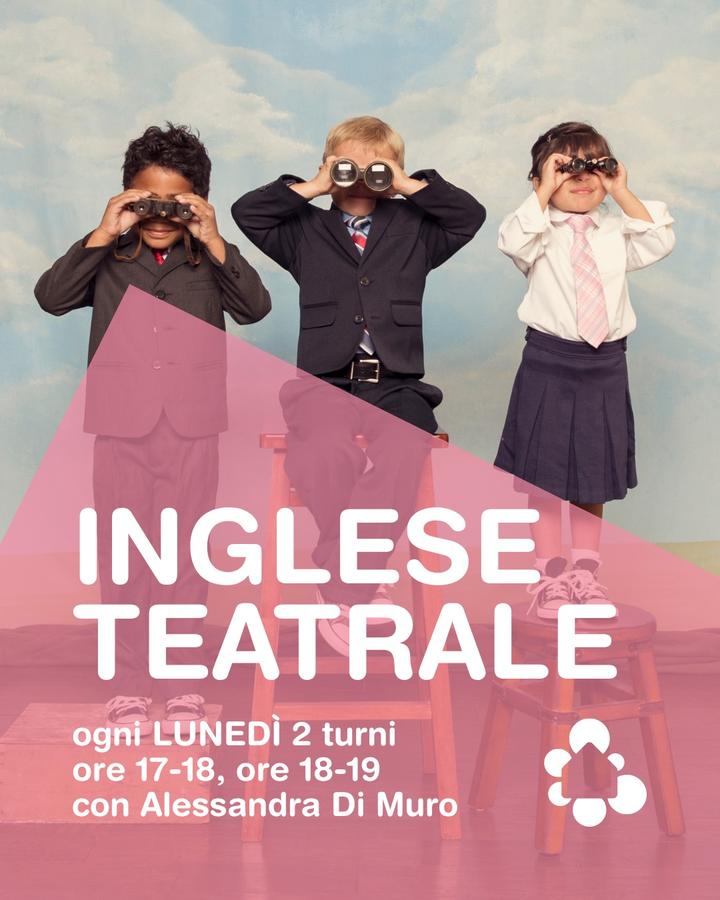 INGLESE
TEATRALE
ogni LUNEDÌ 2 turni
ore 17-18, ore 18-19
con Alessandra Di Muro